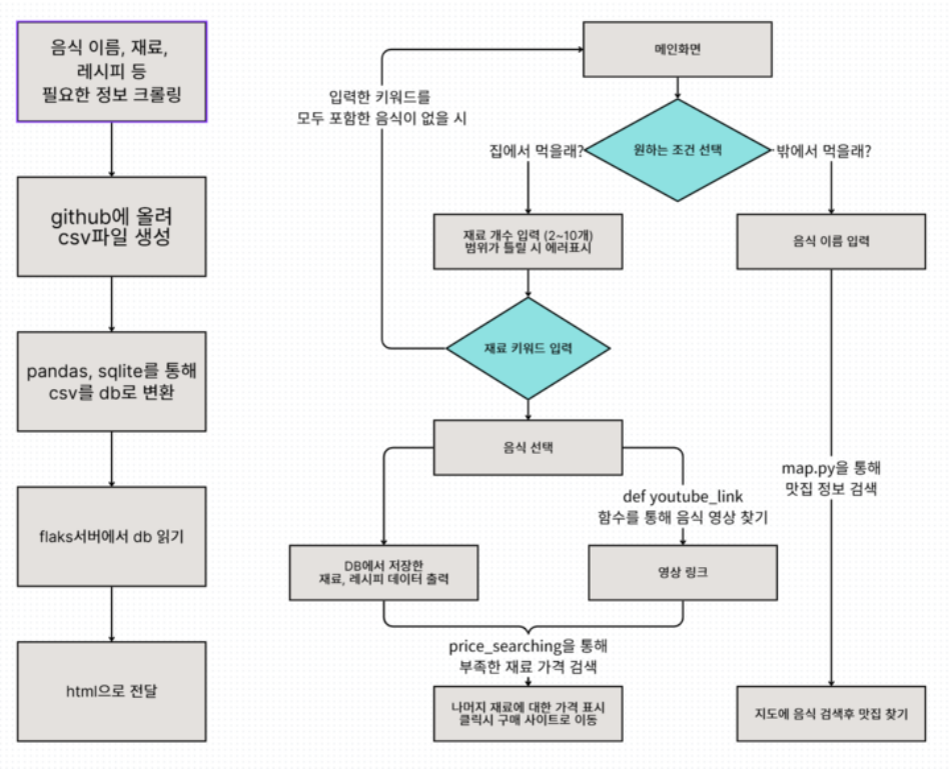 음식 이름, 재료,
레시피 등
필요한 정보 크롤링
github에 올려
csv파일 생성
pandas, sqlite를 통해
csv를 db로 변환
flaks서버에서 db 읽기
html으로 전달
메인화면
입력한 키워드를
모두 포함한 음식이 없을 시
원하는 조건 선택
집에서 먹을래?
밖에서 먹을래?
재료 개수 입력 (2~10개)
범위가 틀릴 시 에러표시
음식 이름 입력
재료 키워드 입력
음식 선택
def youtube_link
함수를 통해 음식 영상 찾기
map.py을 통해
맛집 정보 검색
DB에서 저장한
재료, 레시피 데이터 출력
영상 링크
price_searching을 통해
부족한 재료 가격 검색
나머지 재료에 대한 가격 표시
클릭시 구매 사이트로 이동
지도에 음식 검색후 맛집 찾기